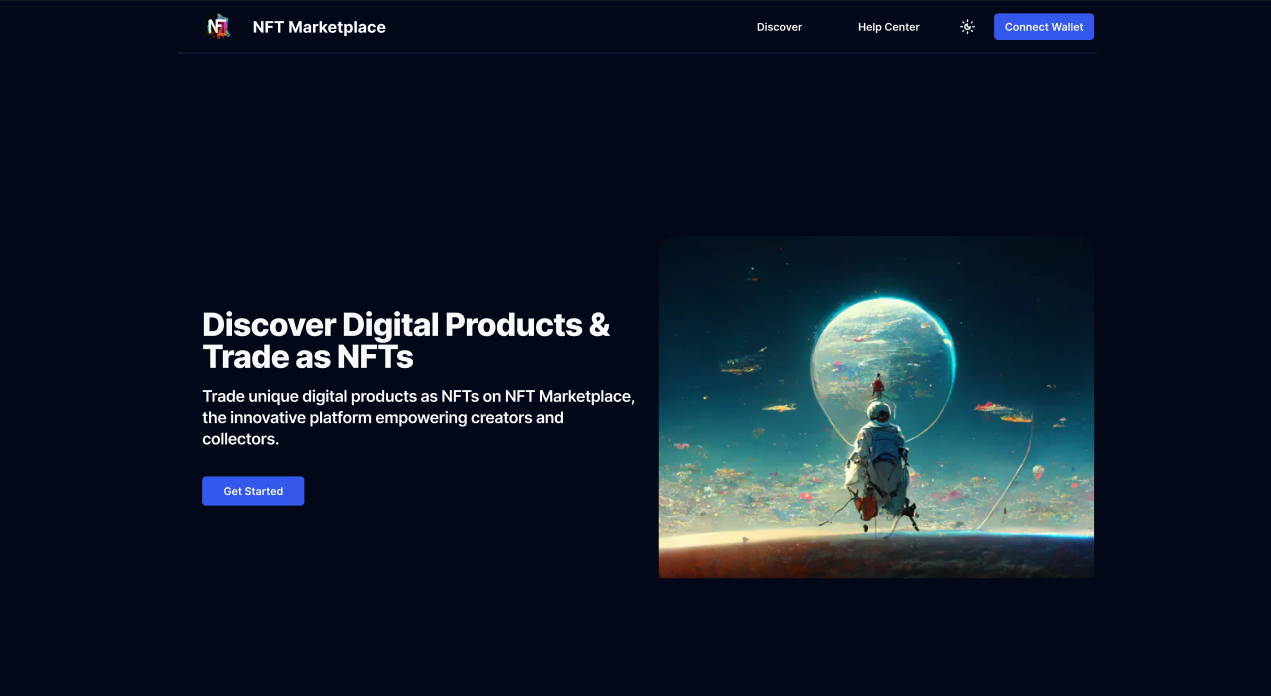 NFT
NFT Marketplace
Discover
Help Center
Connect Wallet
Discover Digital Products &
Trade as NFTs
Trade unique digital products as NFTs on NFT Marketplace,
the innovative platform empowering creators and
collectors.
Get Started